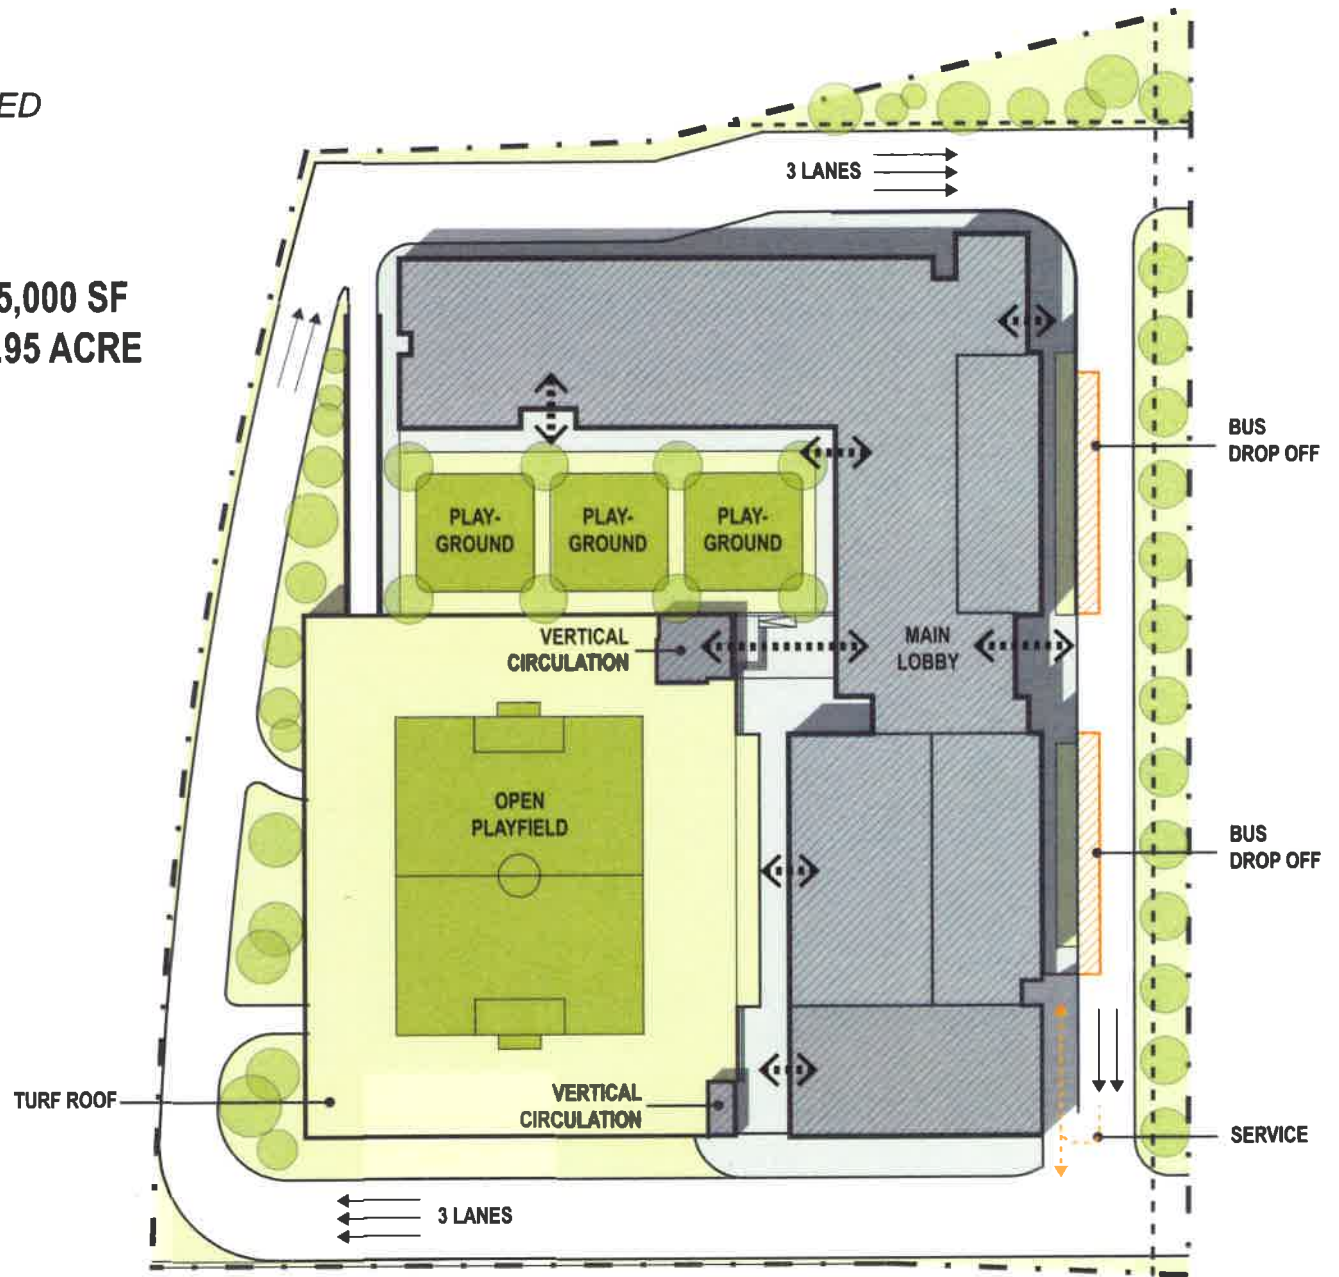 ED
3 LANES
5,000 SF
.95 ACRE
BUS
DROP OFF
PLAY-
GROUND
PLAY-
GROUND
PLAY-
GROUND
VERTICAL
CIRCULATION
MAIN
LOBBY
OPEN
PLAYFIELD
BUS
DROP OFF
TURF ROOF
VERTICAL
CIRCULATION
SERVICE
3 LANES